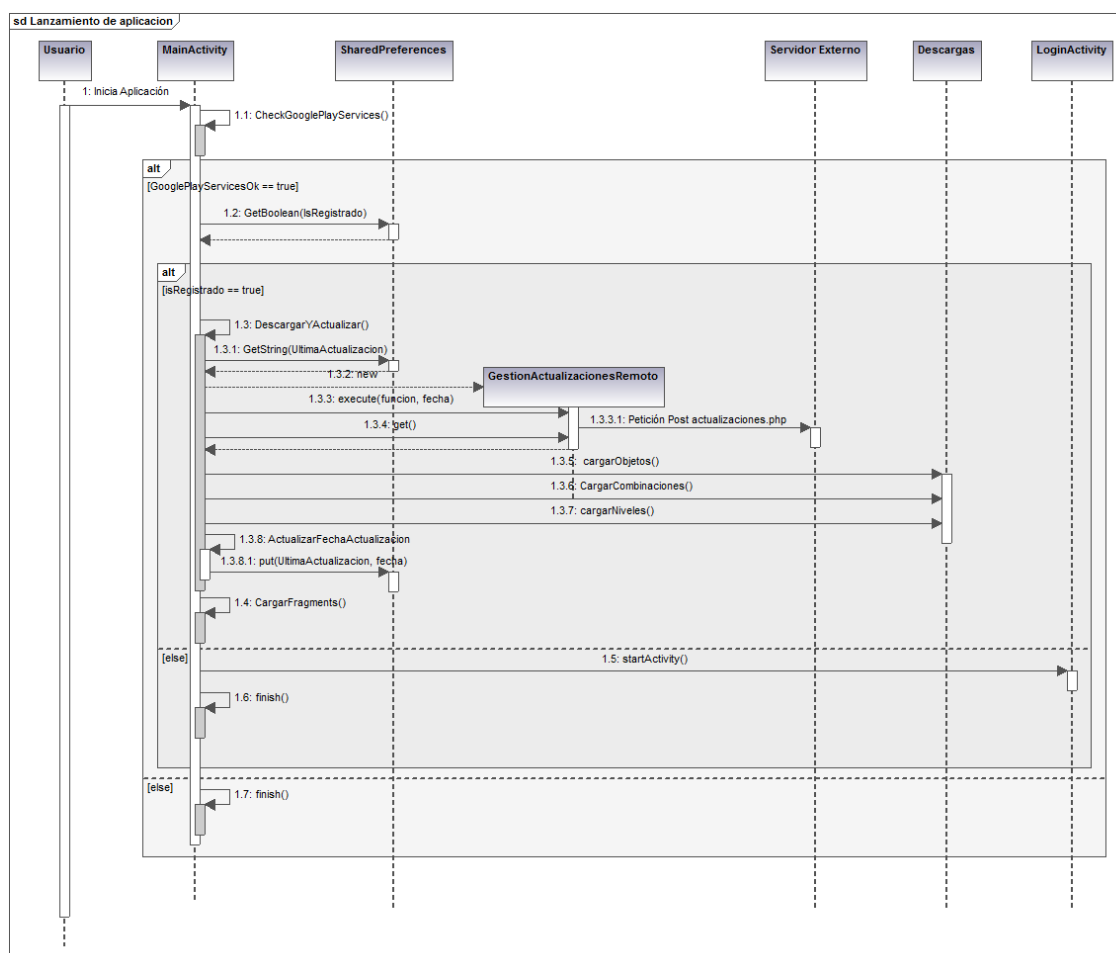 sd Lanzamiento de aplicacion
Usuario
MainActivity
SharedPreferences
Servidor Externo
Descargas
LoginActivity
1: Inicia Aplicación
1.1: CheckGooglePlayServices()
alt
[GooglePlayServicesOk == true]
1.2: GetBoolean(IsRegistrado)
alt
[isRegistrado == true]
1.3: DescargarYActualizar()
1.3.1: GetString(UltimaActualizacion)
1.3.2: new
GestionActualizacionesRemoto
1.3.3: execute(funcion, fecha)
1.3.3.1: Petición Post actualizaciones.php
1.3.4: get()
1.3.5: cargarObjetos()
1.3.6: CargarCombinaciones()
1.3.7: cargarNiveles()
1.3.8: ActualizarFechaActualizacion
1.3.8.1: put(UltimaActualizacion, fecha)
1.4: CargarFragments()
[else]
1.5: startActivity()
1.6: finish()
[else]
1.7: finish()